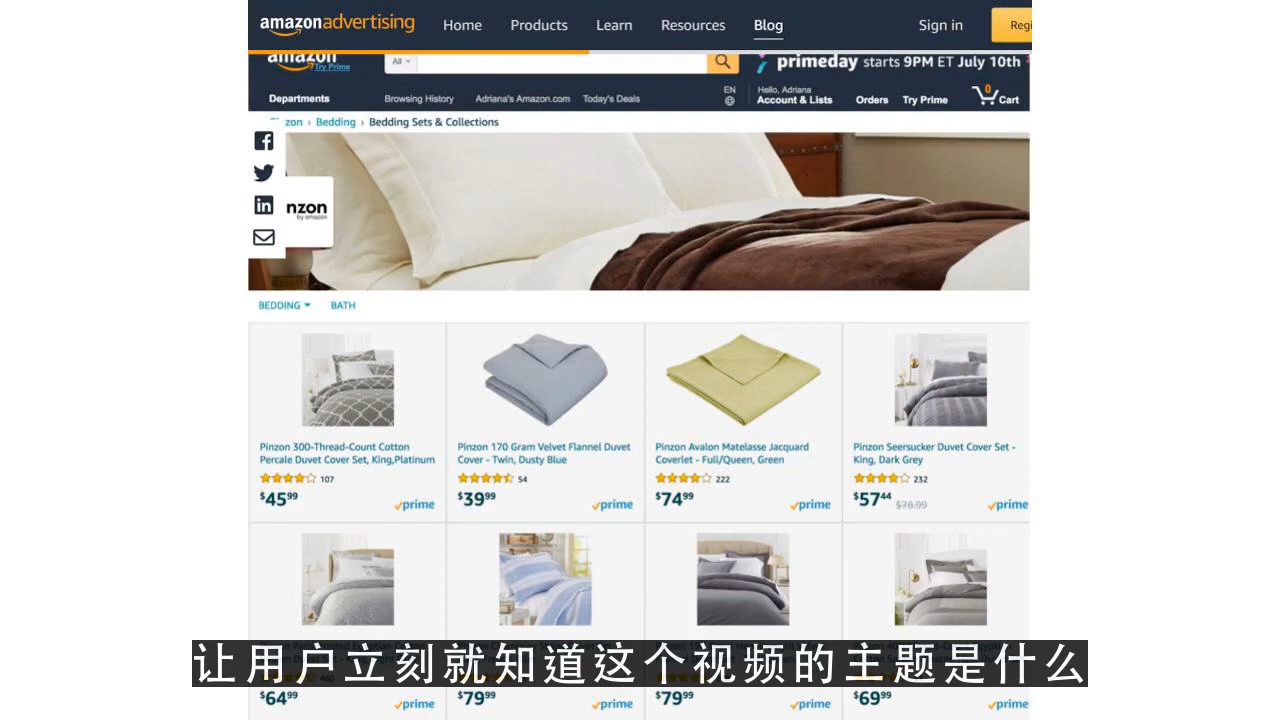 amazonadvertising Home Products Learn Resources Blog Sign in
amazon Try Prime All primeday starts 9PM ET July 10th
Departments Browsing History Adriana's Amazon.com Today's Deals EN Hello, Adriana Account & Lists Orders Try Prime 0 Cart
› Bedding › Bedding Sets & Collections
by amazon
BEDDING BATH
Pinzon 300-Thread-Count Cotton Pinzon 170 Gram Velvet Flannel Duvet Pinzon Avalon Matelasse Jacquard Pinzon Seersucker Duvet Cover Set -
Percale Duvet Cover Set, King,Platinum Cover - Twin, Dusty Blue Coverlet - Full/Queen, Green King, Dark Grey
107 54 222 232
$45.99 prime $39.99 prime $74.99 prime $57.44 $78.99 prime
让用户立刻就知道这个视频的主题是什么
$64.99 prime $79.99 prime $79.99 prime $69.99 prime